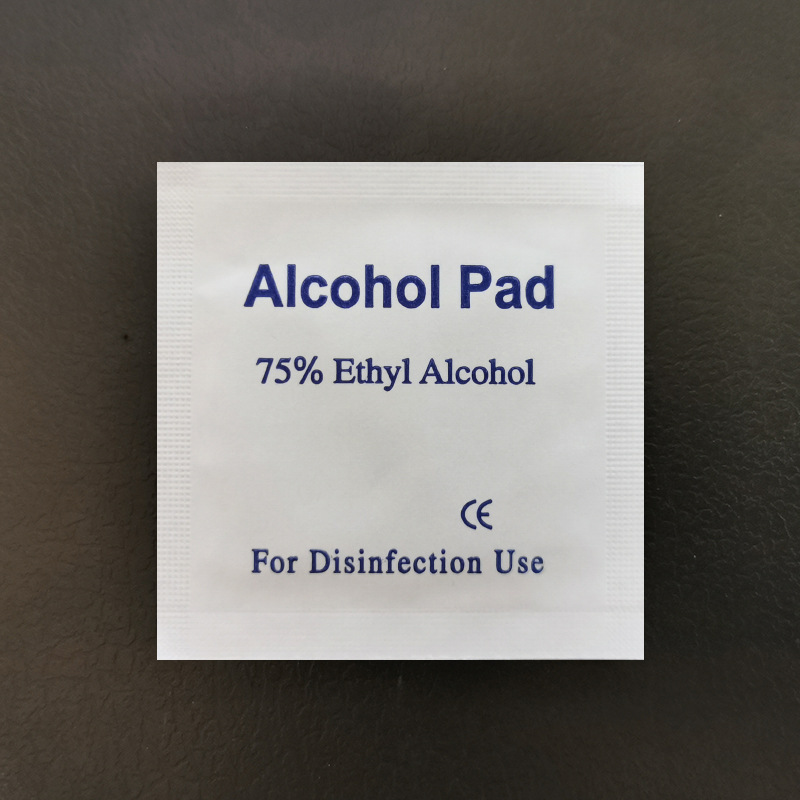 Alcohol Pad
75% Ethyl Alcohol
CE
For Disinfection Use